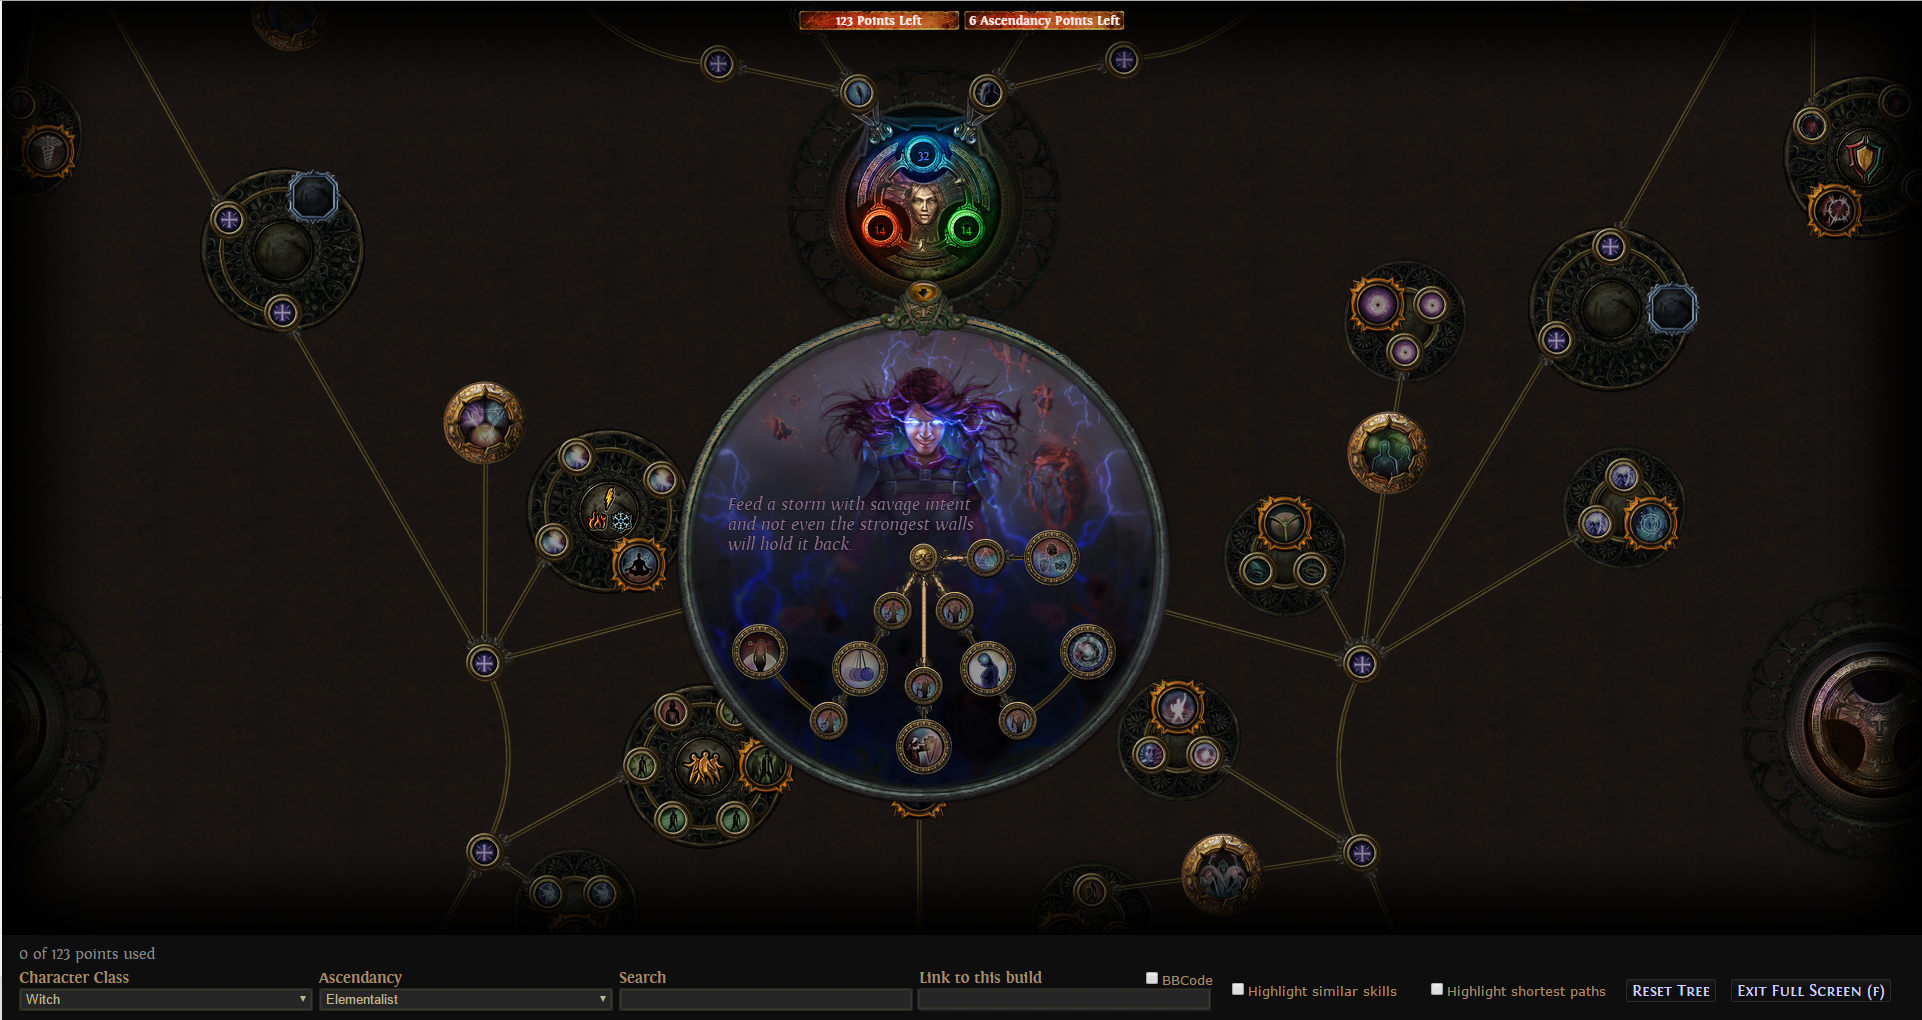 123 Points Left
6 Ascendancy Points Left
32
14
14
Feed a storm with savage intent
and not even the strongest walls
will hold it back.
0 of 123 points used
Character Class
Ascendancy
Search
Link to this build
BBCode
Witch
Elementalist
Highlight similar skills
Highlight shortest paths
Reset Tree
Exit Full Screen (F)